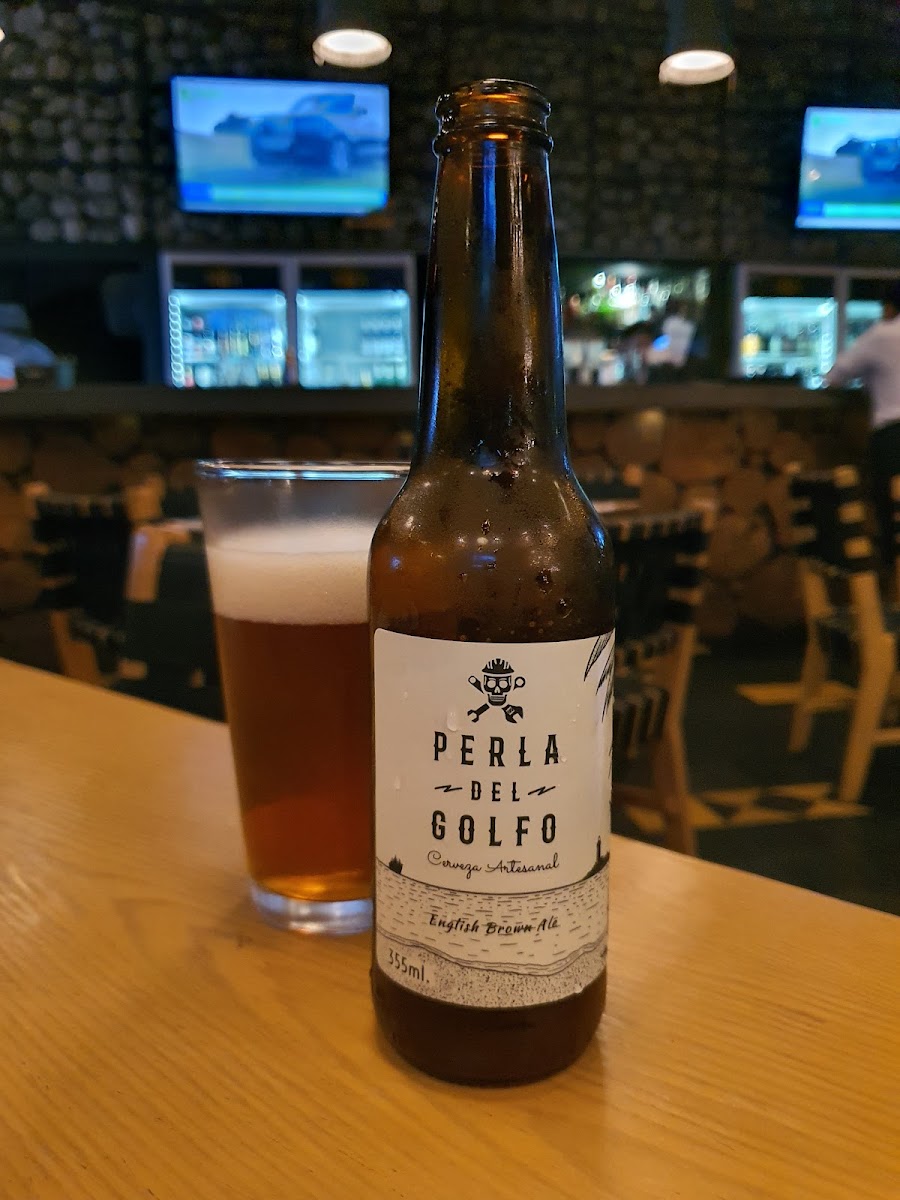 PERLA
DEL
GOLFO
Cerveza Artesanal
English Brown Ale
355ml.